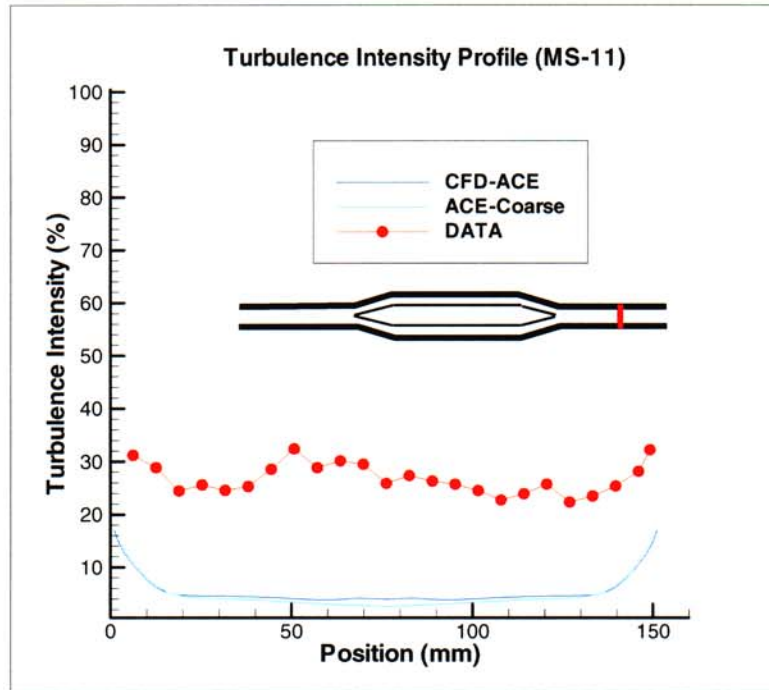 Turbulence Intensity Profile (MS-11)
100
90
80
70
60
50
40
30
20
10
Turbulence Intensity (%)
CFD-ACE
ACE-Coarse
DATA
0
50
100
150
Position (mm)